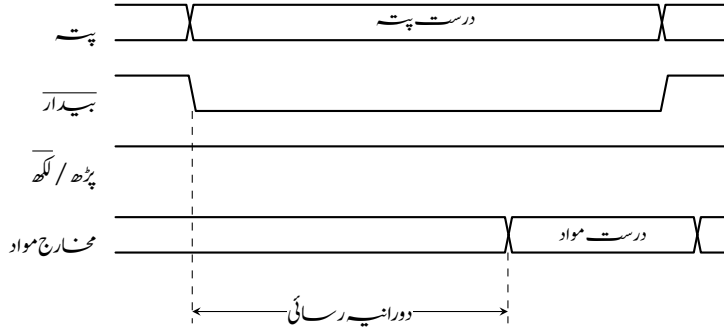 پتہ
درست پتہ
بیدار
پڑھ / لکھ
مخارج مواد
درست مواد
دورانیہ رسائی